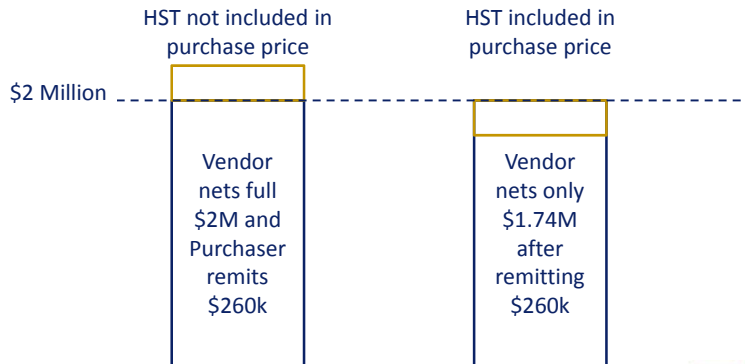 HST not included in
purchase price
HST included in
purchase price
$2 Million
Vendor
nets full
$2M and
Purchaser
remits
$260k
Vendor
nets only
$1.74M
after
remitting
$260k